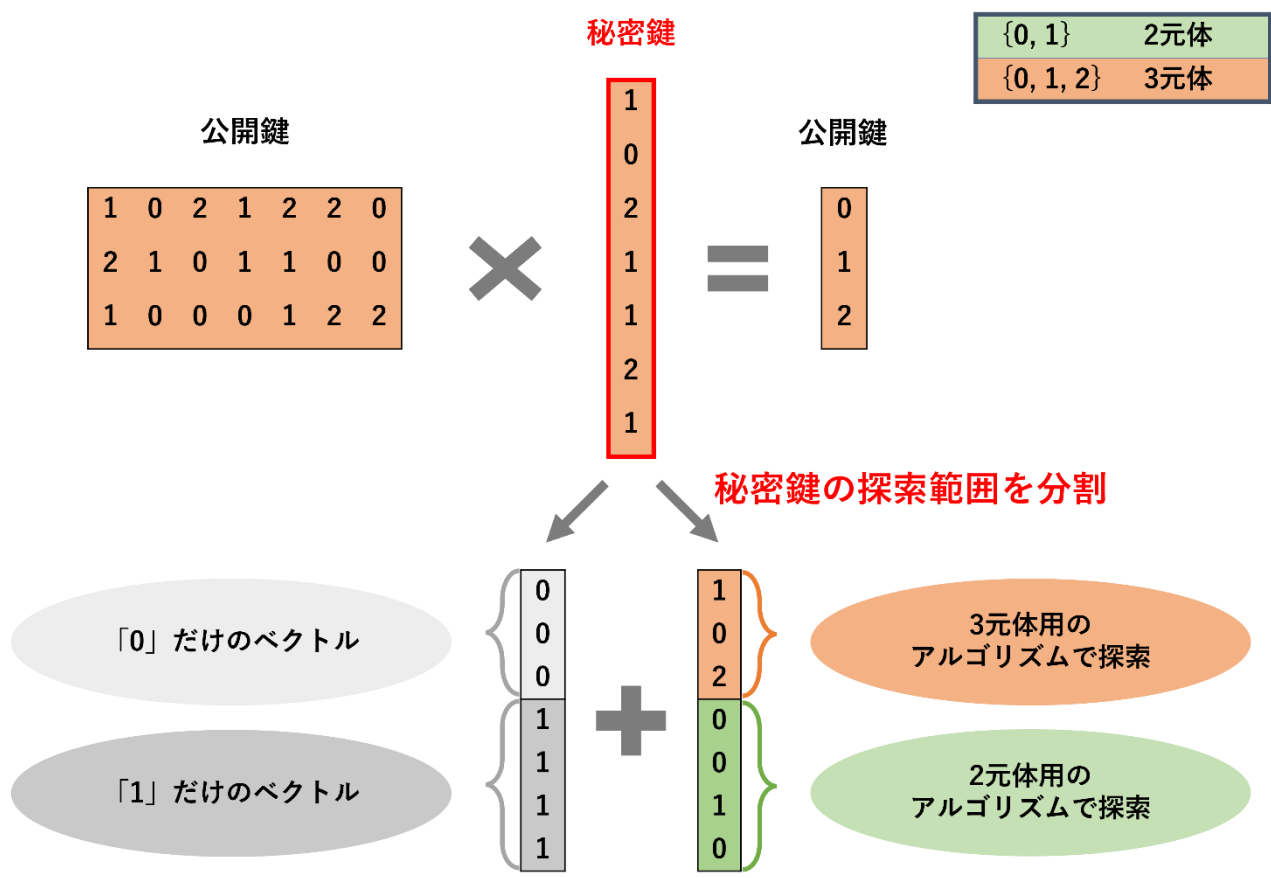 秘密鍵
{0, 1} 2元体
{0, 1, 2} 3元体
公開鍵
公開鍵
1 0 2 1 2 2 0
2 1 0 1 1 0 0
1 0 0 0 1 2 2
×
1
0
2
1
1
2
1
=
0
1
2
秘密鍵の探索範囲を分割
「0」だけのベクトル
「1」だけのベクトル
0
0
0
1
1
1
1
+
1
0
2
0
0
1
0
3元体用の
アルゴリズムで探索
2元体用の
アルゴリズムで探索